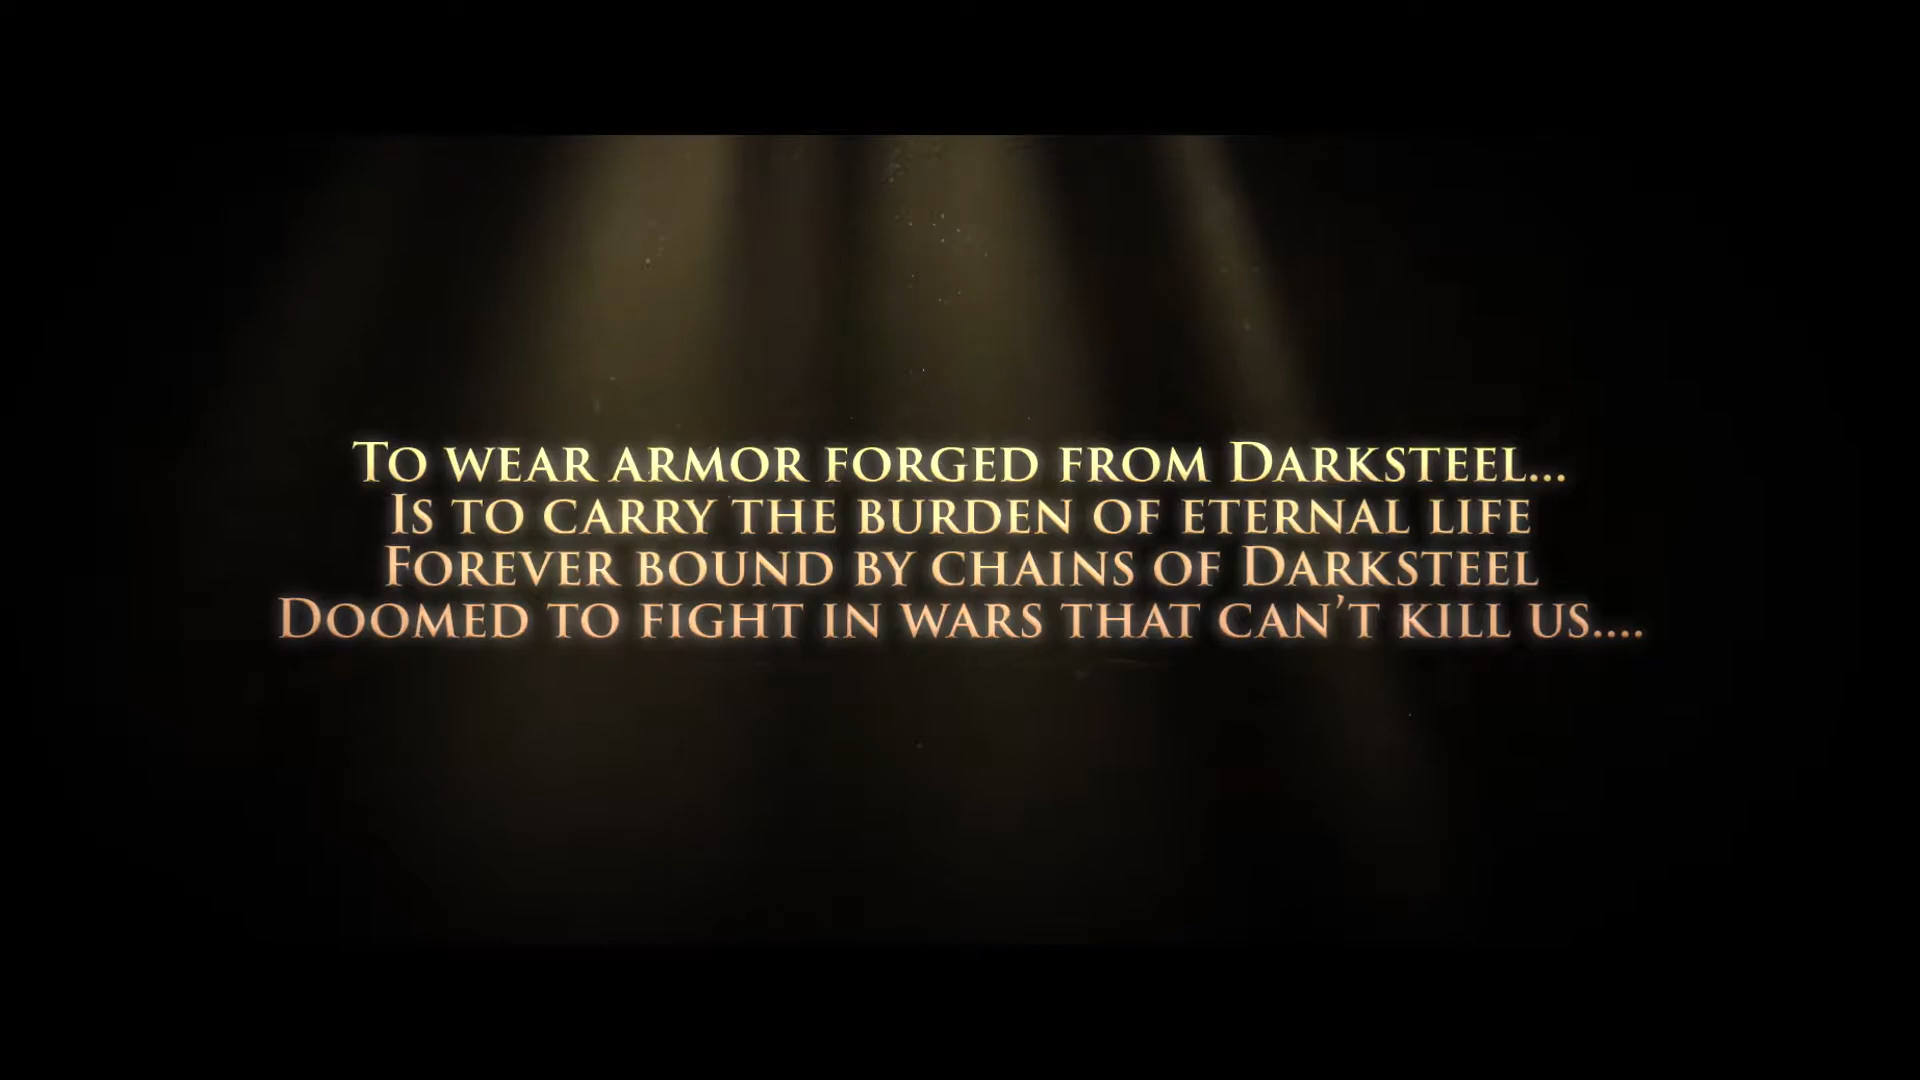 To wear armor forged from Darksteel...
Is to carry the burden of eternal life
Forever bound by chains of Darksteel
Doomed to fight in wars that can't kill us....